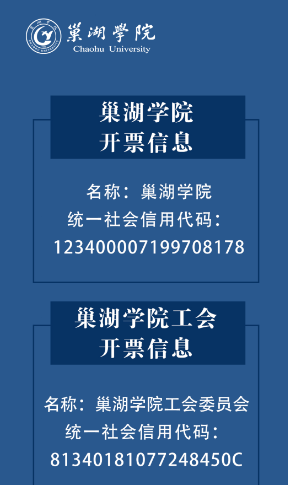 巢湖学院
Chaohu University
巢湖学院
开票信息
名称：巢湖学院
统一社会信用代码：
123400007199708178
巢湖学院工会
开票信息
名称：巢湖学院工会委员会
统一社会信用代码：
81340181077248450C